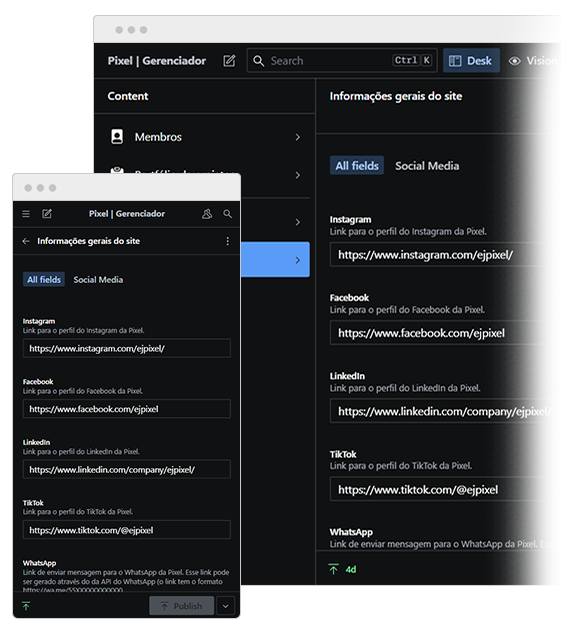 Pixel | Gerenciador
Search
Ctrl K
Desk
Vision
Content
Informações gerais do site
Membros
All fields
Social Media
Instagram
Link para o perfil do Instagram da Pixel.
https://www.instagram.com/ejpixel/
Facebook
Link para o perfil do Facebook da Pixel.
https://www.facebook.com/ejpixel
LinkedIn
Link para o perfil do LinkedIn da Pixel.
https://www.linkedin.com/company/ejpixel/
TikTok
Link para o perfil do TikTok da Pixel.
https://www.tiktok.com/@ejpixel
WhatsApp
Link de enviar mensagem para o WhatsApp da Pixel.
4d
Pixel | Gerenciador
Informações gerais do site
All fields
Social Media
Instagram
Link para o perfil do Instagram da Pixel.
https://www.instagram.com/ejpixel/
Facebook
Link para o perfil do Facebook da Pixel.
https://www.facebook.com/ejpixel
LinkedIn
Link para o perfil do LinkedIn da Pixel.
https://www.linkedin.com/company/ejpixel/
TikTok
Link para o perfil do TikTok da Pixel.
https://www.tiktok.com/@ejpixel
WhatsApp
Link de enviar mensagem para o WhatsApp da Pixel. Esse link pode
ser gerado através do da API do WhatsApp (o link tem o formato
Publish